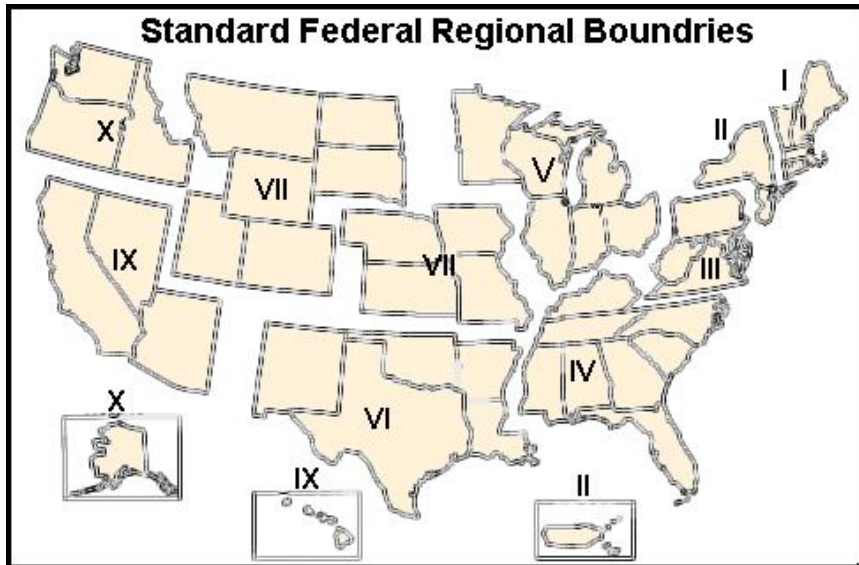 Standard Federal Regional Boundries
I
II
X
V
VII
III
IX
VII
IV
X
VI
IX
II